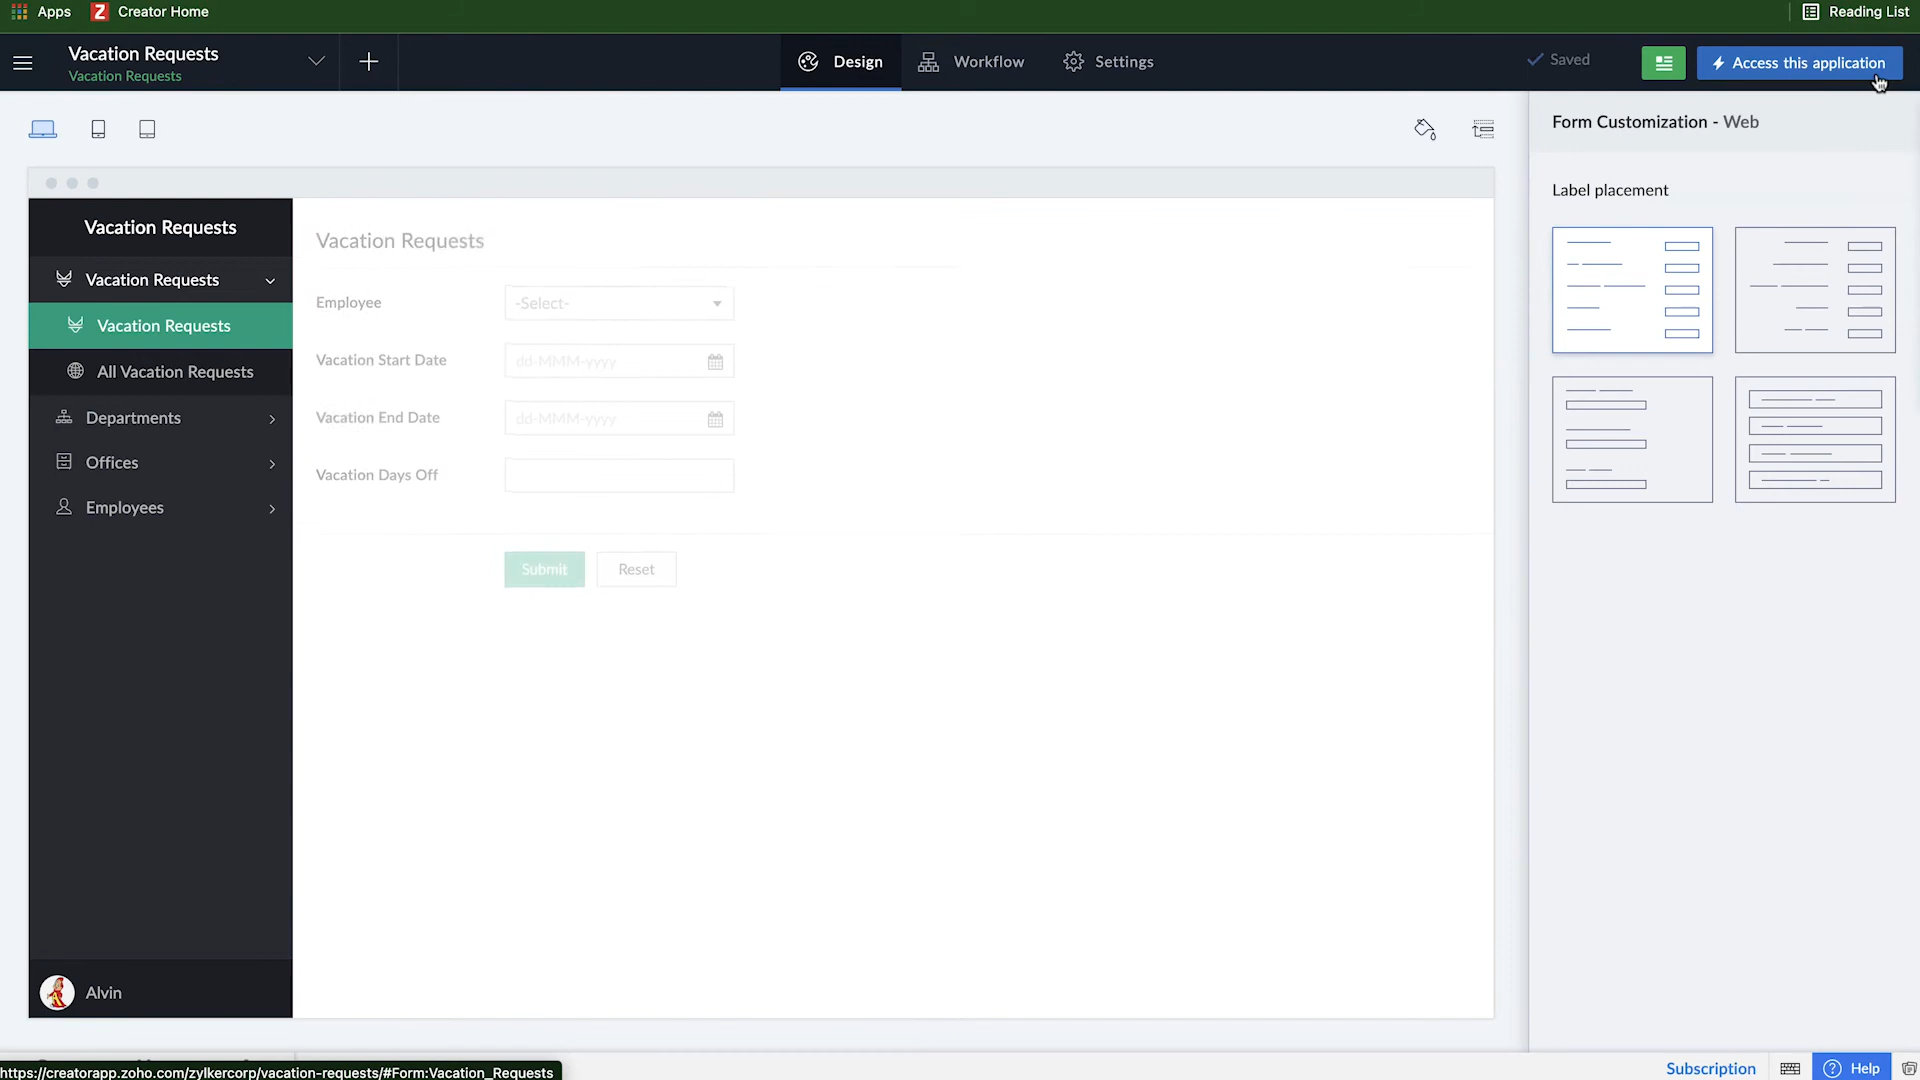 Apps
Creator Home
Reading List
Vacation Requests
Vacation Requests
Design
Workflow
Settings
Saved
Access this application
Form Customization - Web
Label placement
Vacation Requests
Vacation Requests
Vacation Requests
All Vacation Requests
Departments
Offices
Employees
Alvin
Vacation Requests
Employee
-Select-
Vacation Start Date
dd-MMM-yyyy
Vacation End Date
dd-MMM-yyyy
Vacation Days Off
Submit
Reset
https://creatorapp.zoho.com/zylkercorp/vacation-requests/#Form:Vacation_Requests
Subscription
Help